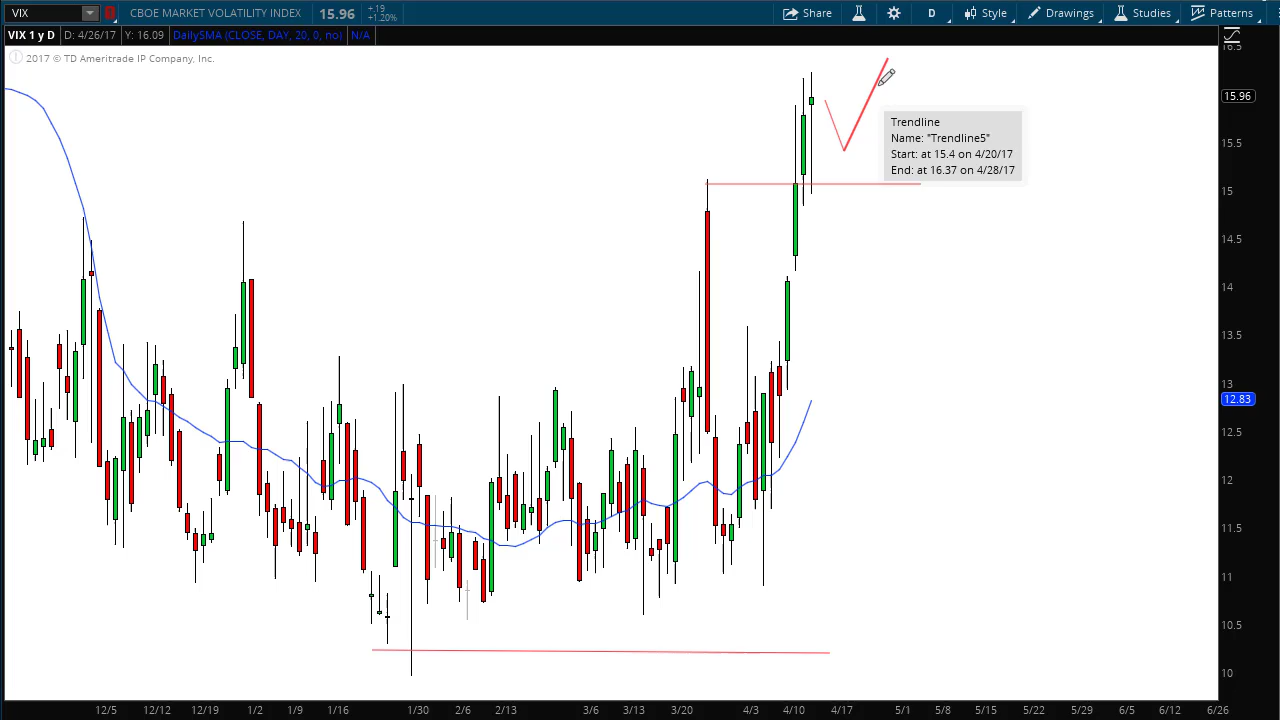 VIX CBOE MARKET VOLATILITY INDEX 15.96 +.19 +1.20% Share D Style Drawings Studies Patterns
VIX 1 y D D: 4/26/17 Y: 16.09 DailySMA (CLOSE, DAY, 20, 0, no) N/A
2017 © TD Ameritrade IP Company, Inc.
16.5
15.96
Trendline
Name: "Trendline5"
Start: at 15.4 on 4/20/17
End: at 16.37 on 4/28/17
15.5
15
14.5
14
13.5
13
12.83
12.5
12
11.5
11
10.5
10
12/5 12/12 12/19 1/2 1/9 1/16 1/30 2/6 2/13 3/6 3/13 3/20 4/3 4/10 4/17 5/1 5/8 5/15 5/22 5/29 6/5 6/12 6/26